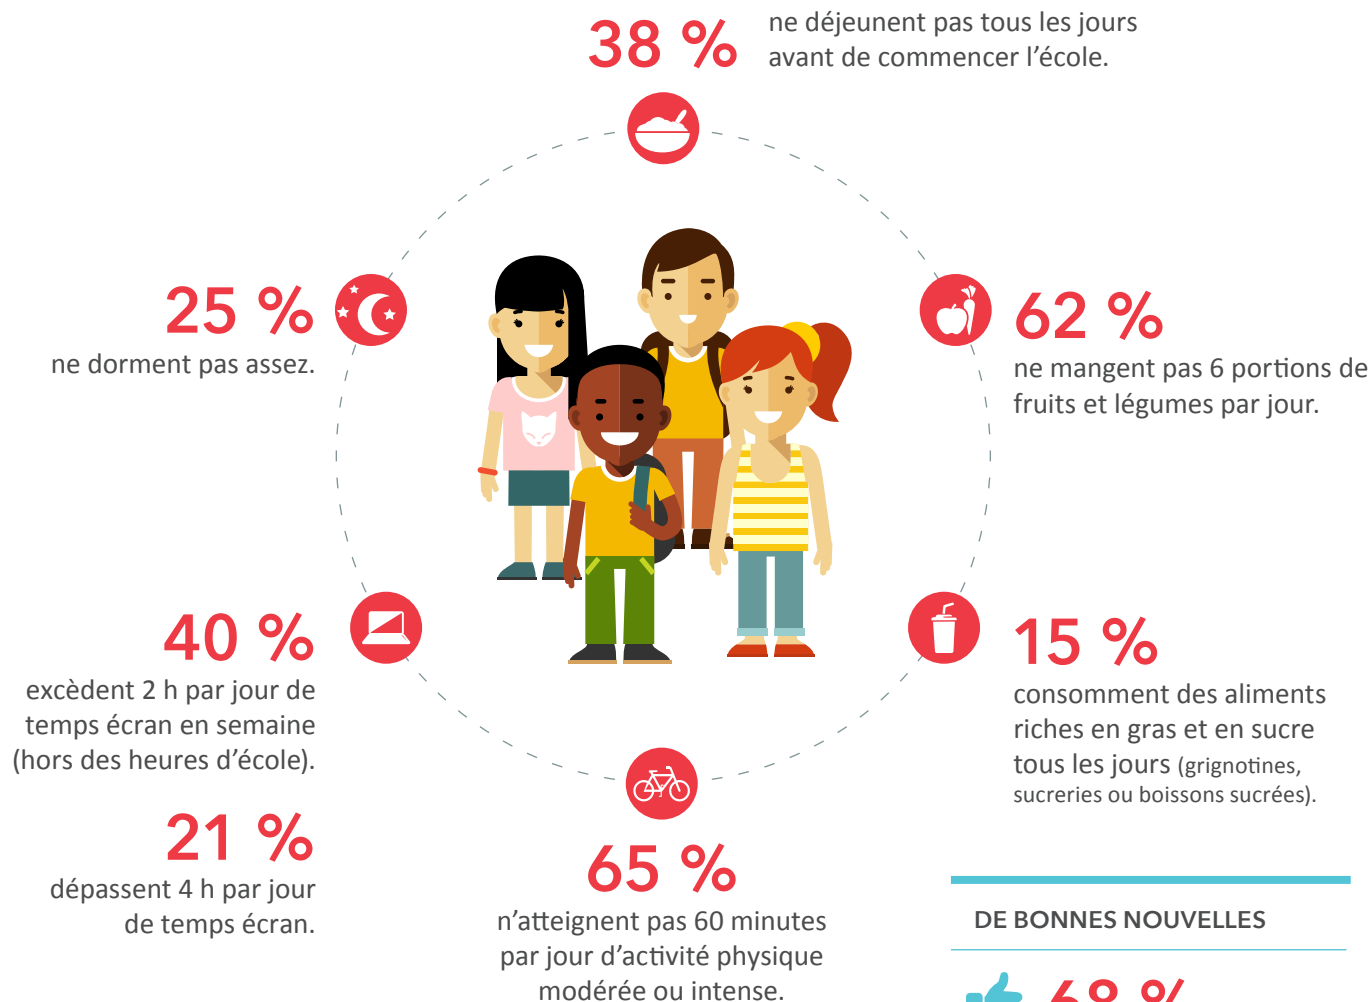 38 %
ne déjeunent pas tous les jours
avant de commencer l'école.
25 %
ne dorment pas assez.
62 %
ne mangent pas 6 portions de
fruits et légumes par jour.
40 %
excèdent 2 h par jour de
temps écran en semaine
(hors des heures d'école).
21 %
dépassent 4 h par jour
de temps écran.
15 %
consomment des aliments
riches en gras et en sucre
tous les jours (grignotines,
sucreries ou boissons sucrées).
65 %
n'atteignent pas 60 minutes
par jour d'activité physique
modérée ou intense.
DE BONNES NOUVELLES
68 %